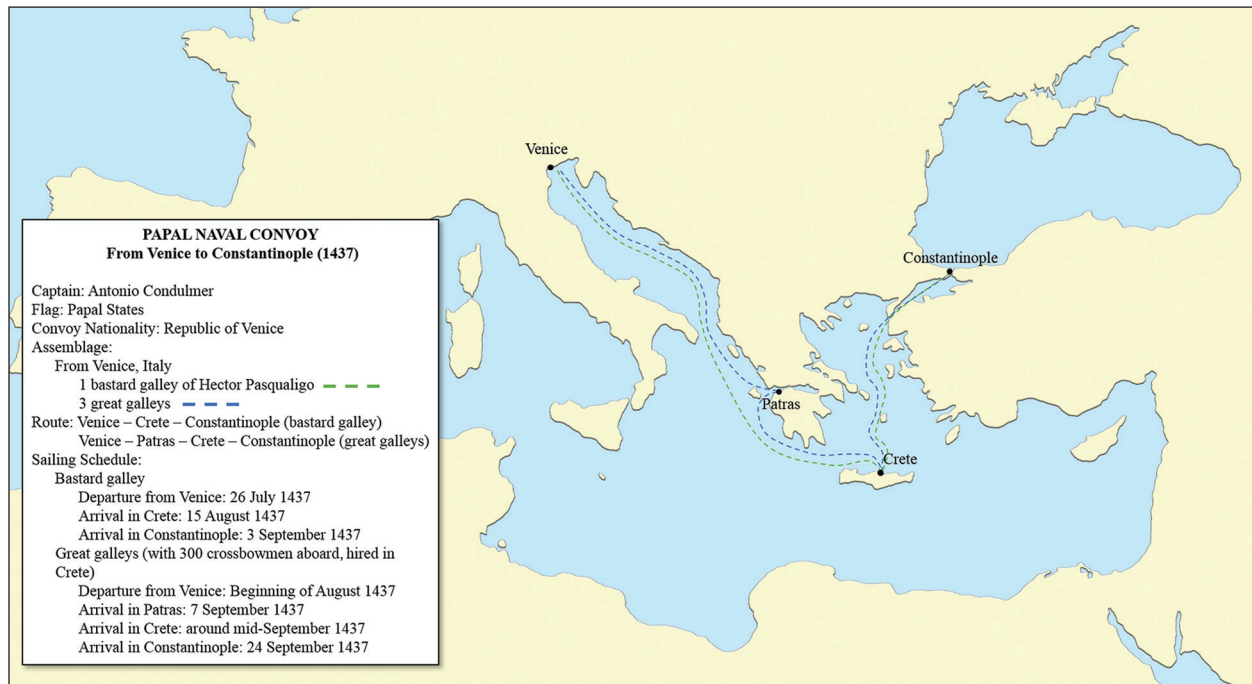 PAPAL NAVAL CONVOY
From Venice to Constantinople (1437)
Captain: Antonio Condulmer
Flag: Papal States
Convoy Nationality: Republic of Venice
Assemblage:
From Venice, Italy
1 bastard galley of Hector Pasqualigo
3 great galleys
Route: Venice – Crete – Constantinople (bastard galley)
Venice – Patras – Crete – Constantinople (great galleys)
Sailing Schedule:
Bastard galley
Departure from Venice: 26 July 1437
Arrival in Crete: 15 August 1437
Arrival in Constantinople: 3 September 1437
Great galleys (with 300 crossbowmen aboard, hired in
Crete)
Departure from Venice: Beginning of August 1437
Arrival in Patras: 7 September 1437
Arrival in Crete: around mid-September 1437
Arrival in Constantinople: 24 September 1437
Venice
Constantinople
Patras
Crete